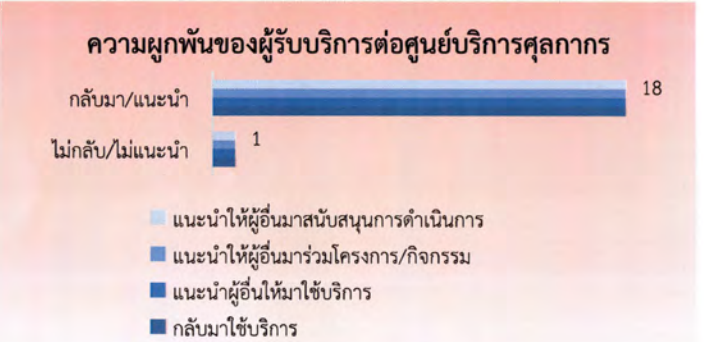 ความผูกพันของผู้รับบริการต่อศูนย์บริการศุลกากร
กลับมา/แนะนำ 18
ไม่กลับ/ไม่แนะนำ 1
แนะนำให้ผู้อื่นมาสนับสนุนการดำเนินการ
แนะนำให้ผู้อื่นมาร่วมโครงการ/กิจกรรม
แนะนำผู้อื่นให้มาใช้บริการ
กลับมาใช้บริการ